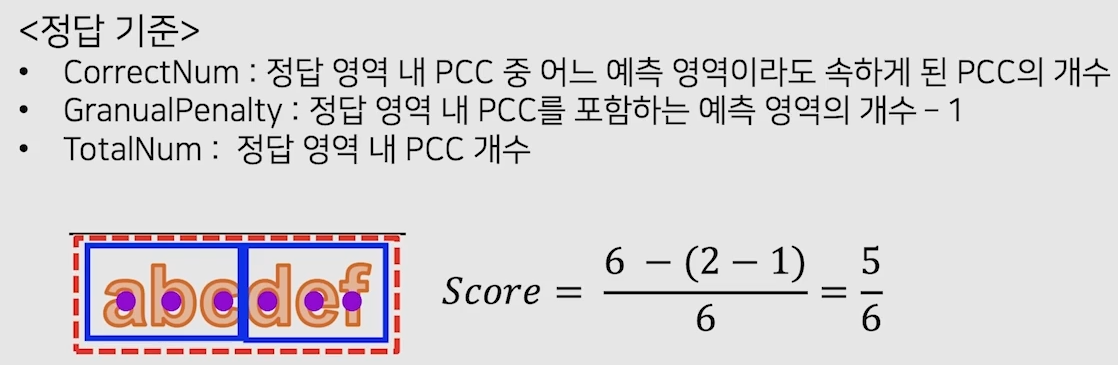 <정답 기준>
• CorrectNum : 정답 영역 내 PCC 중 어느 예측 영역이라도 속하게 된 PCC의 개수
• GranualPenalty : 정답 영역 내 PCC를 포함하는 예측 영역의 개수 – 1
• TotalNum : 정답 영역 내 PCC 개수
abcdef
Score = \frac{6 - (2 - 1)}{6} = \frac{5}{6}